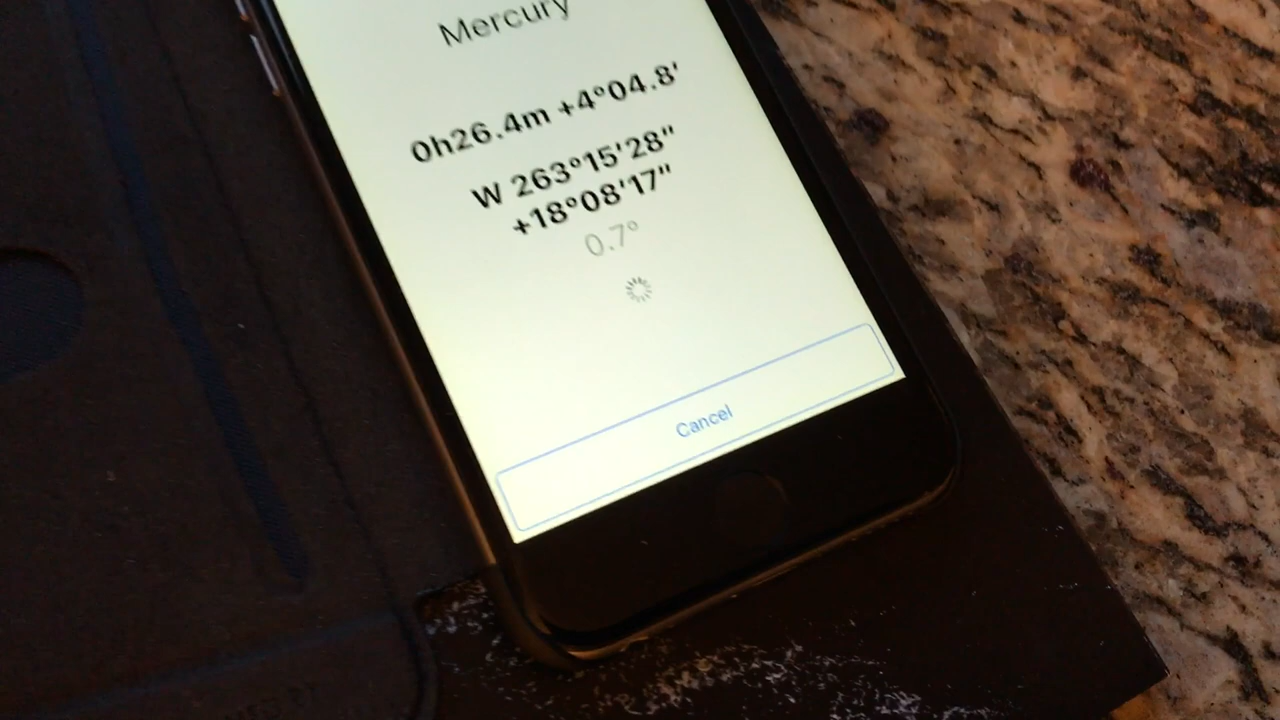 Mercury
0h26.4m +4°04.8'
W 263°15'28"
+18°08'17"
0.7°
Cancel